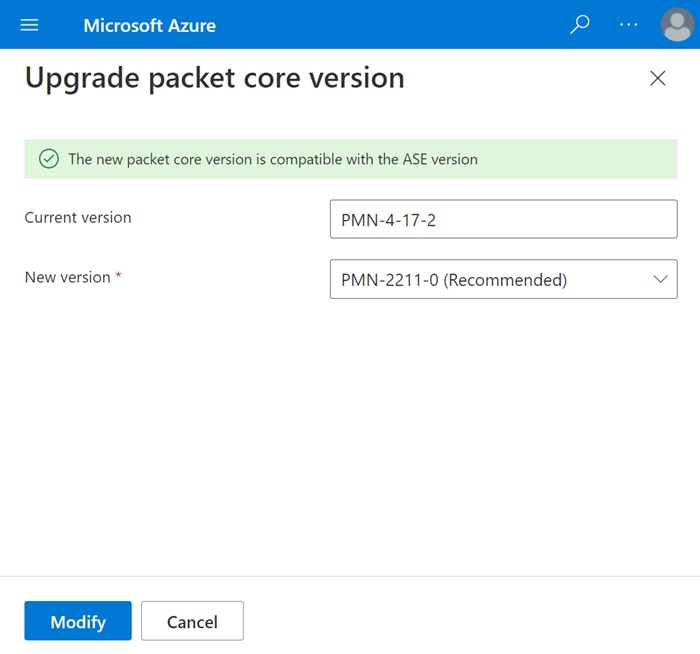 Microsoft Azure
Upgrade packet core version
The new packet core version is compatible with the ASE version
Current version
PMN-4-17-2
New version *
PMN-2211-0 (Recommended)
Modify
Cancel